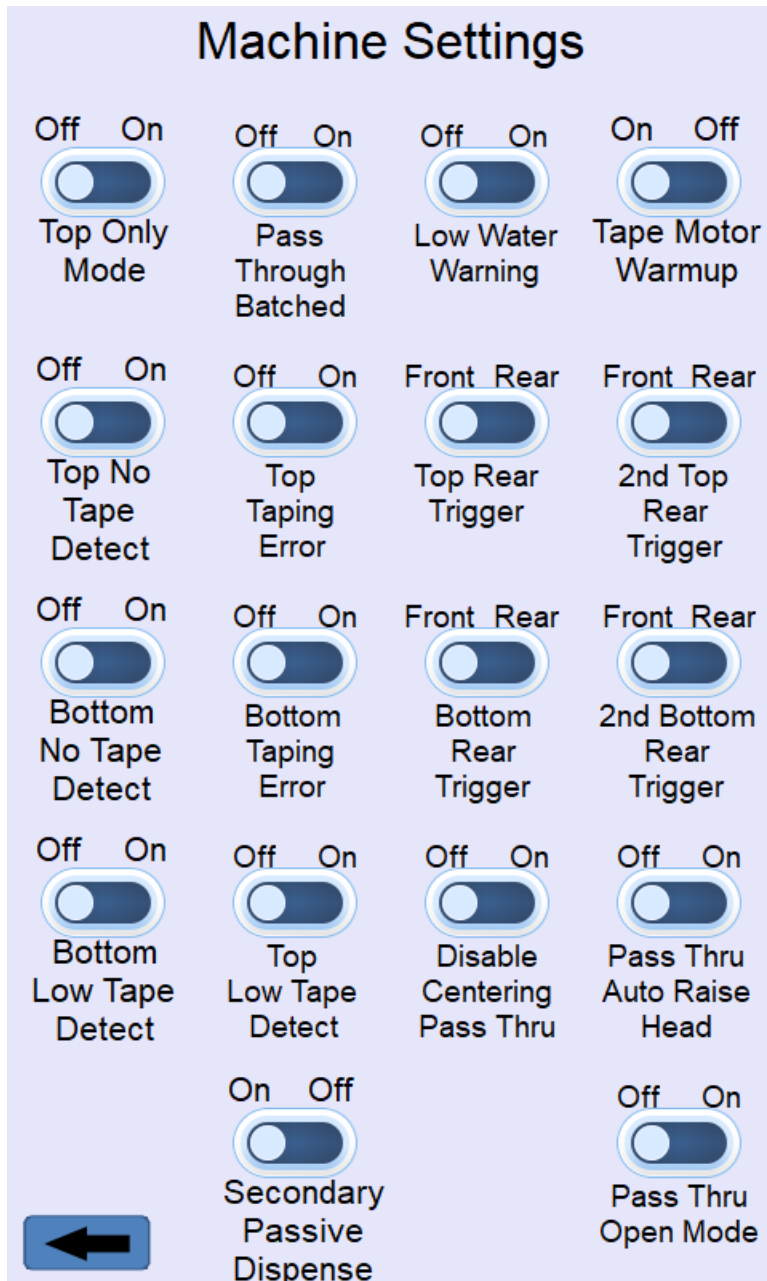 Machine Settings
Off On
Top Only
Mode
Off On
Pass
Through
Batched
Off On
Low Water
Warning
On Off
Tape Motor
Warmup
Off On
Top No
Tape
Detect
Off On
Top
Taping
Error
Front Rear
Top Rear
Trigger
Front Rear
2nd Top
Rear
Trigger
Off On
Bottom
No Tape
Detect
Off On
Bottom
Taping
Error
Front Rear
Bottom
Rear
Trigger
Front Rear
2nd Bottom
Rear
Trigger
Off On
Bottom
Low Tape
Detect
Off On
Top
Low Tape
Detect
Off On
Disable
Centering
Pass Thru
Off On
Pass Thru
Auto Raise
Head
On Off
Secondary
Passive
Dispense
Off On
Pass Thru
Open Mode